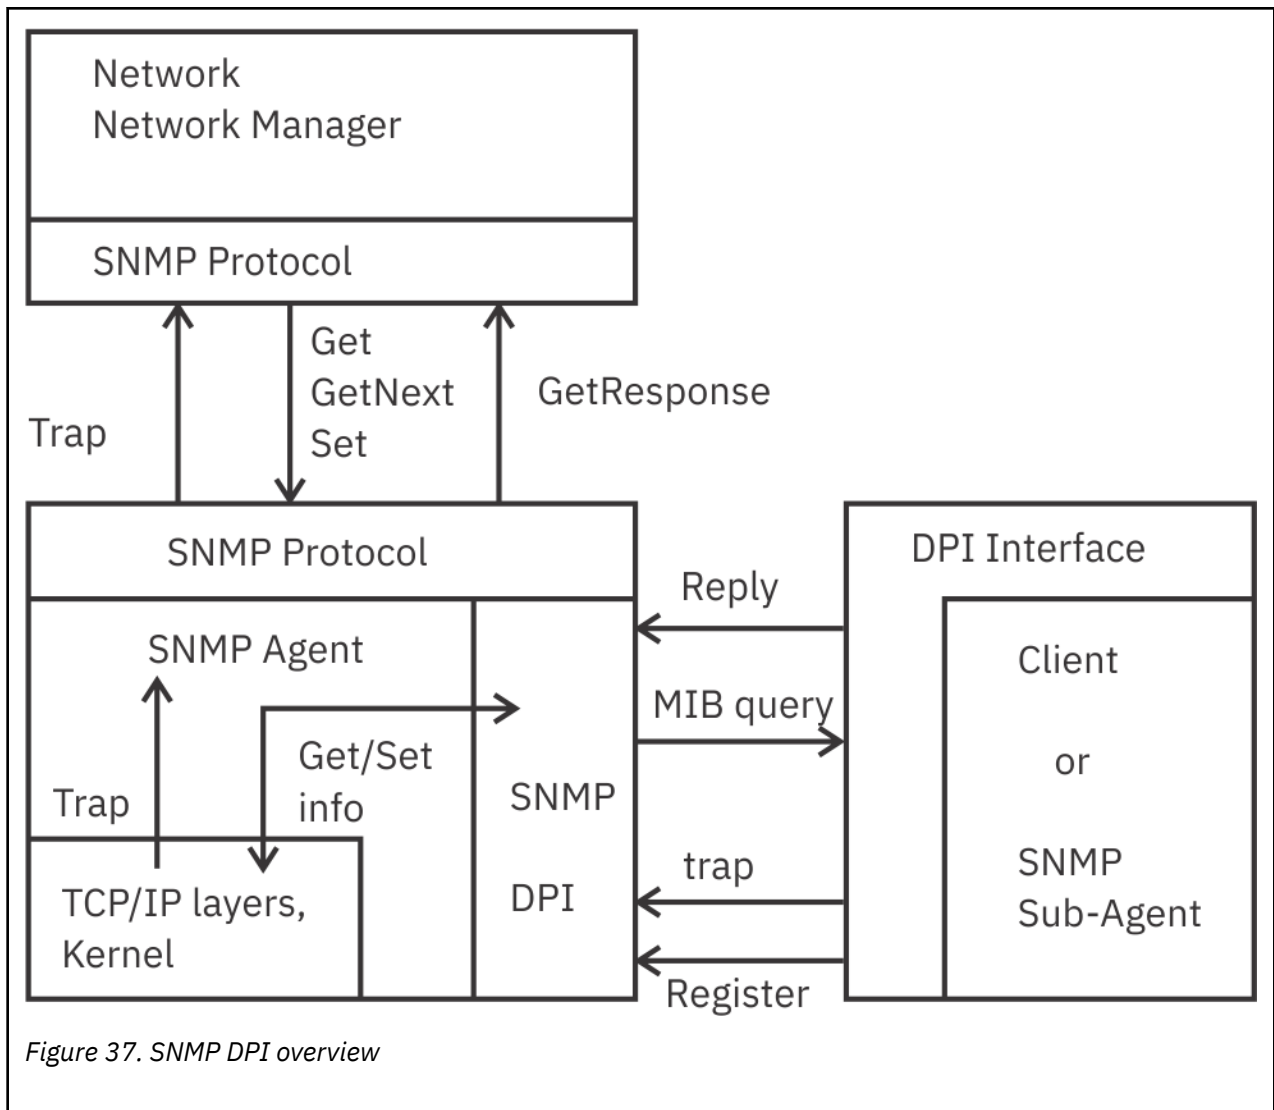 Network
Network Manager
SNMP Protocol
Get
GetNext
Set
GetResponse
Trap
SNMP Protocol
DPI Interface
Reply
SNMP Agent
Client
MIB query
Get/Set
info
or
Trap
SNMP
trap
SNMP
DPI
TCP/IP layers,
Kernel
Sub-Agent
Register
Figure 37. SNMP DPI overview